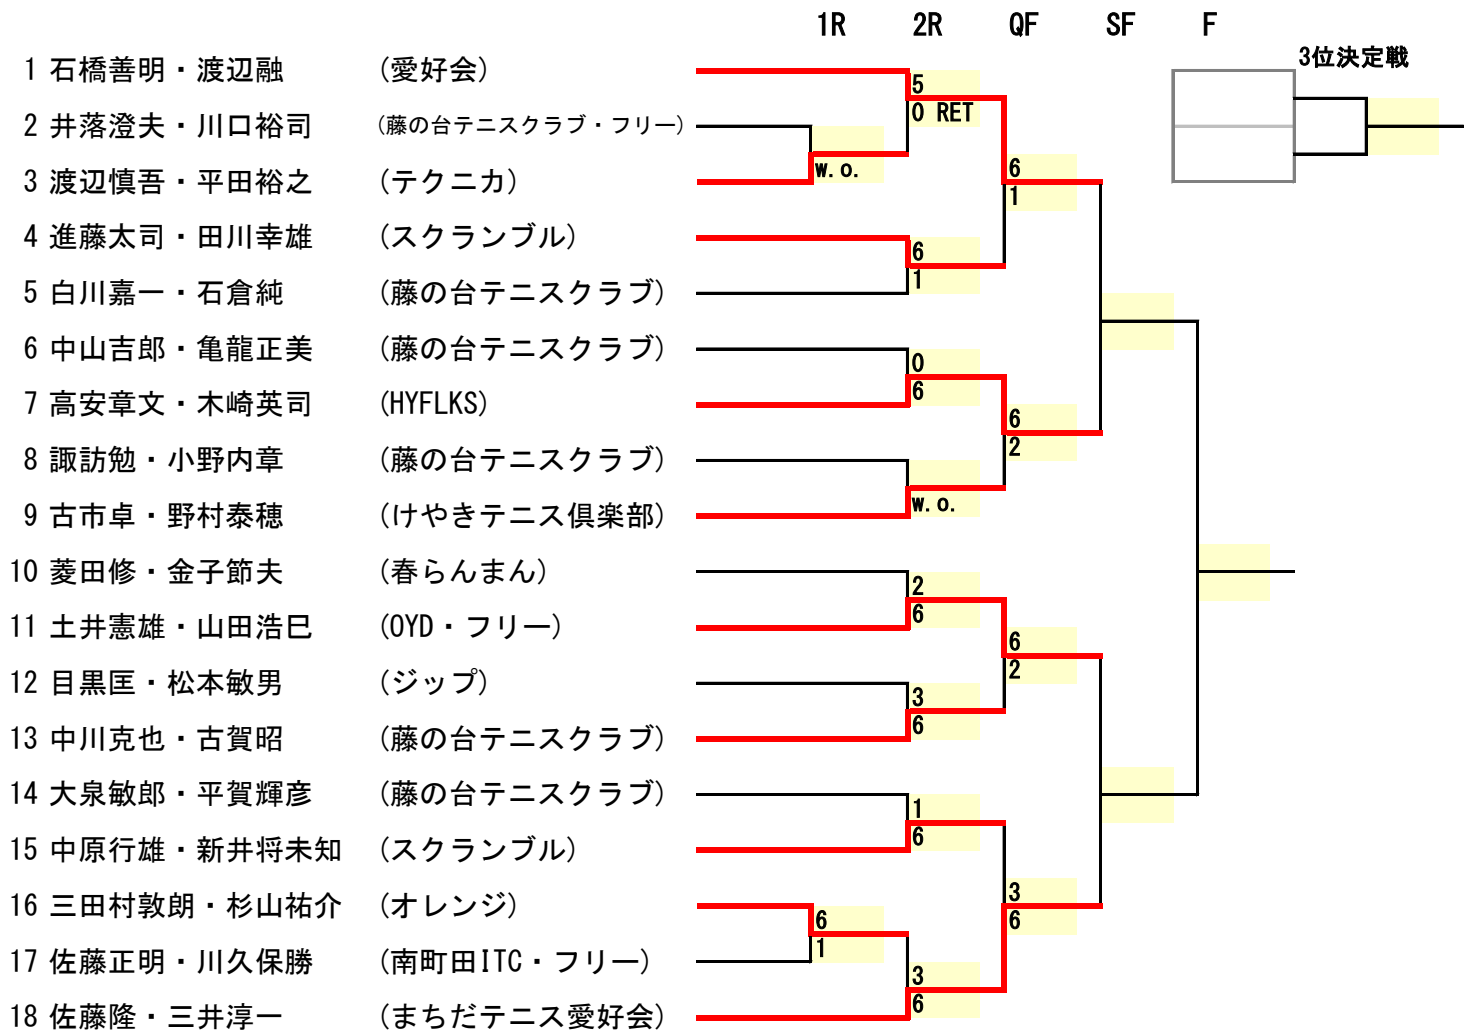 1R 2R QF SF F
3位決定戦
1 石橋善明・渡辺融 (愛好会)
5
0 RET
2 井落澄夫・川口裕司 (藤の台テニスクラブ・フリー)
w.o.
3 渡辺慎吾・平田裕之 (テクニカ)
6
1
4 進藤太司・田川幸雄 (スクランブル)
6
1
5 白川嘉一・石倉純 (藤の台テニスクラブ)
6 中山吉郎・亀龍正美 (藤の台テニスクラブ)
0
6
7 高安章文・木崎英司 (HYFLKS)
6
2
8 諏訪勉・小野内章 (藤の台テニスクラブ)
w.o.
9 古市卓・野村泰穂 (けやきテニス倶楽部)
10 菱田修・金子節夫 (春らんまん)
2
6
11 土井憲雄・山田浩巳 (OYD・フリー)
6
2
12 目黒匡・松本敏男 (ジップ)
3
6
13 中川克也・古賀昭 (藤の台テニスクラブ)
14 大泉敏郎・平賀輝彦 (藤の台テニスクラブ)
1
6
15 中原行雄・新井将未知 (スクランブル)
3
6
16 三田村敦朗・杉山祐介 (オレンジ)
6
1
17 佐藤正明・川久保勝 (南町田ITC・フリー)
3
6
18 佐藤隆・三井淳一 (まちだテニス愛好会)